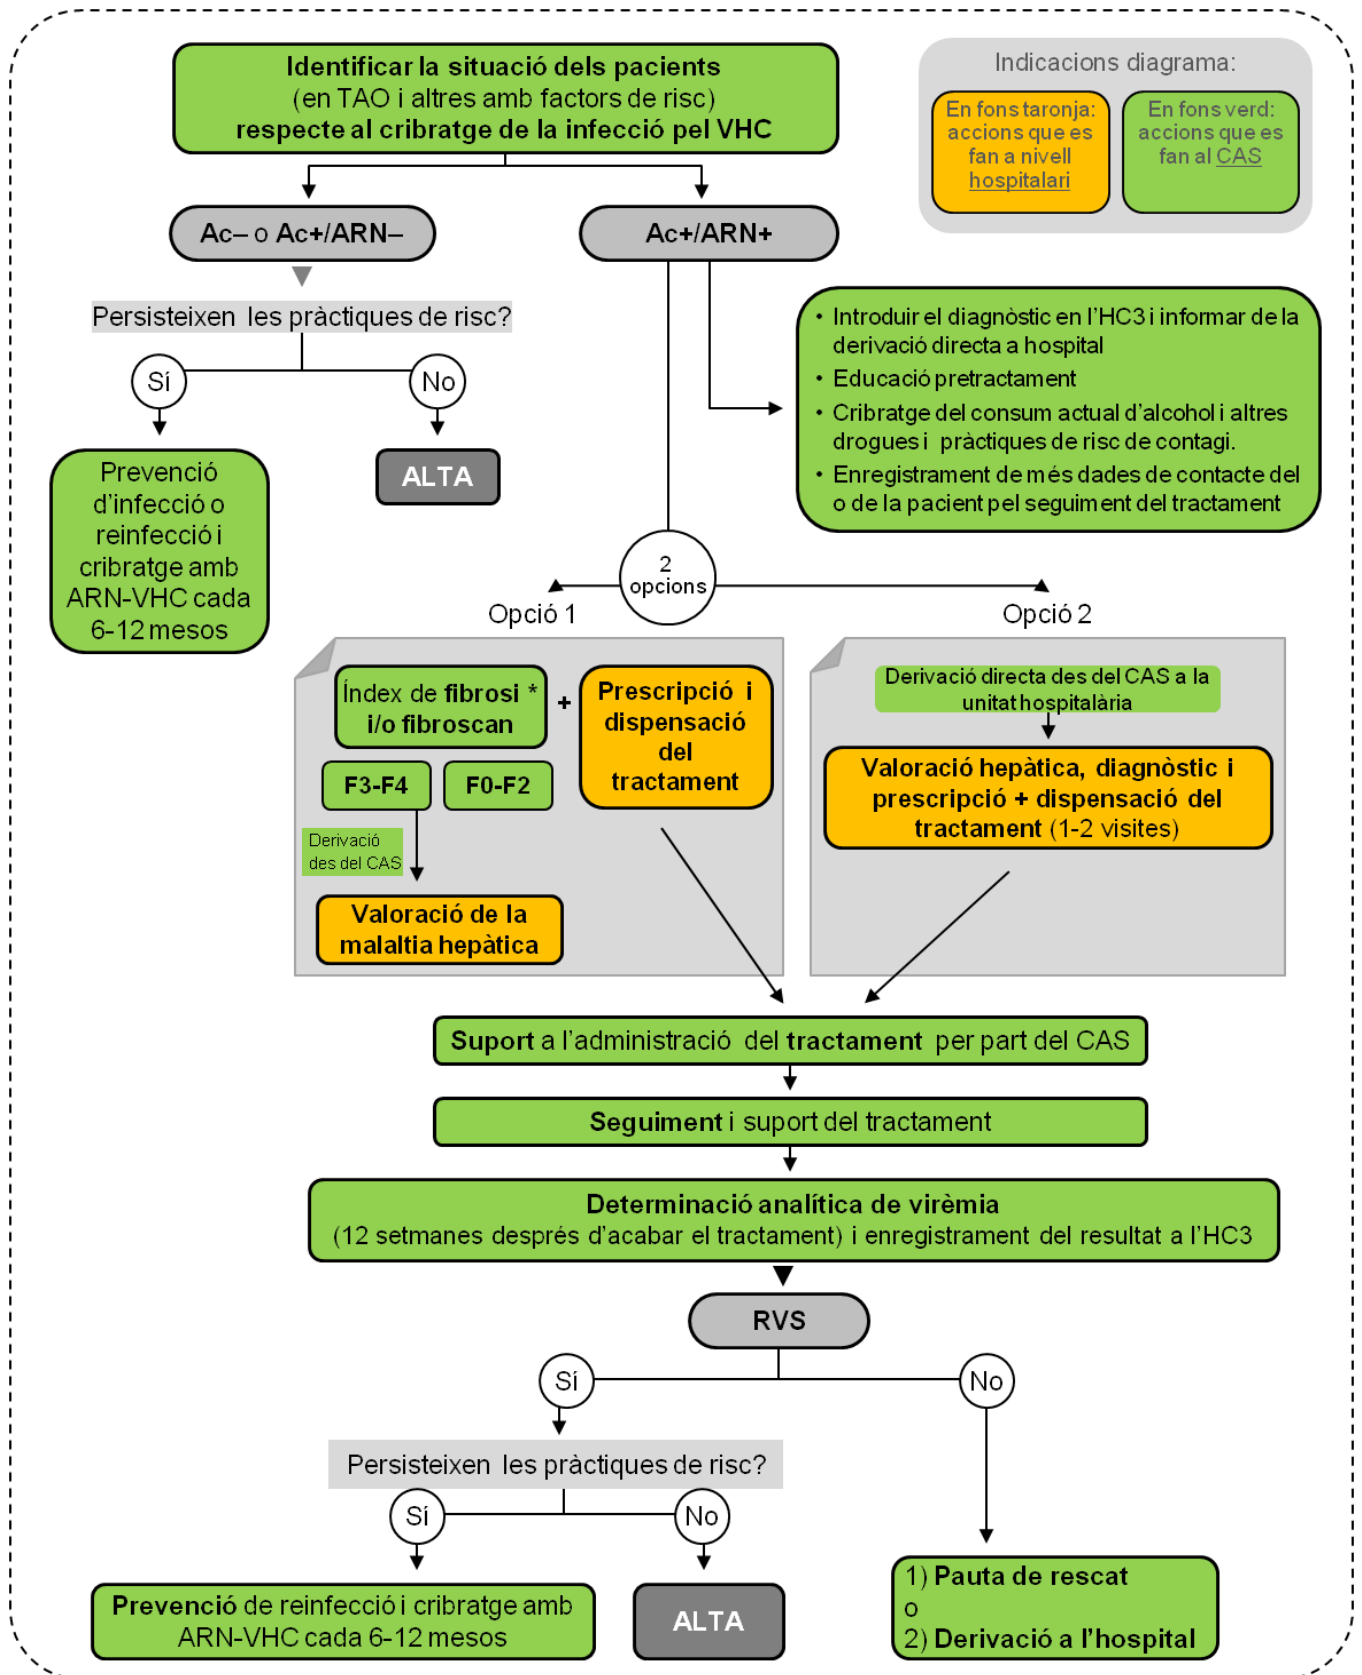 Identificar la situació dels pacients
(en TAO i altres amb factors de risc)
respecte al cribratge de la infecció pel VHC
Indicacions diagrama:
En fons taronja:
accions que es
fan a nivell
hospitalari
En fons verd:
accions que es
fan al CAS
Ac– o Ac+/ARN–
Ac+/ARN+
Persisteixen les pràctiques de risc?
Sí
No
Prevenció
d'infecció o
reinfecció i
cribratge amb
ARN-VHC cada
6-12 mesos
ALTA
• Introduir el diagnòstic en l'HC3 i informar de la
derivació directa a hospital
• Educació pretractament
• Cribratge del consum actual d'alcohol i altres
drogues i pràctiques de risc de contagi.
• Enregistrament de més dades de contacte del
o de la pacient pel seguiment del tractament
2
opcions
Opció 1
Opció 2
Índex de fibrosi *
i/o fibroscan
+
Prescripció i
dispensació
del
tractament
F3-F4
F0-F2
Derivació
des del CAS
Valoració de la
malaltia hepàtica
Derivació directa des del CAS a la
unitat hospitalària
Valoració hepàtica, diagnòstic i
prescripció + dispensació del
tractament (1-2 visites)
Suport a l'administració del tractament per part del CAS
Seguiment i suport del tractament
Determinació analítica de virèmia
(12 setmanes després d'acabar el tractament) i enregistrament del resultat a l'HC3
RVS
Sí
No
Persisteixen les pràctiques de risc?
Sí
No
Prevenció de reinfecció i cribratge amb
ARN-VHC cada 6-12 mesos
ALTA
1) Pauta de rescat
o
2) Derivació a l'hospital